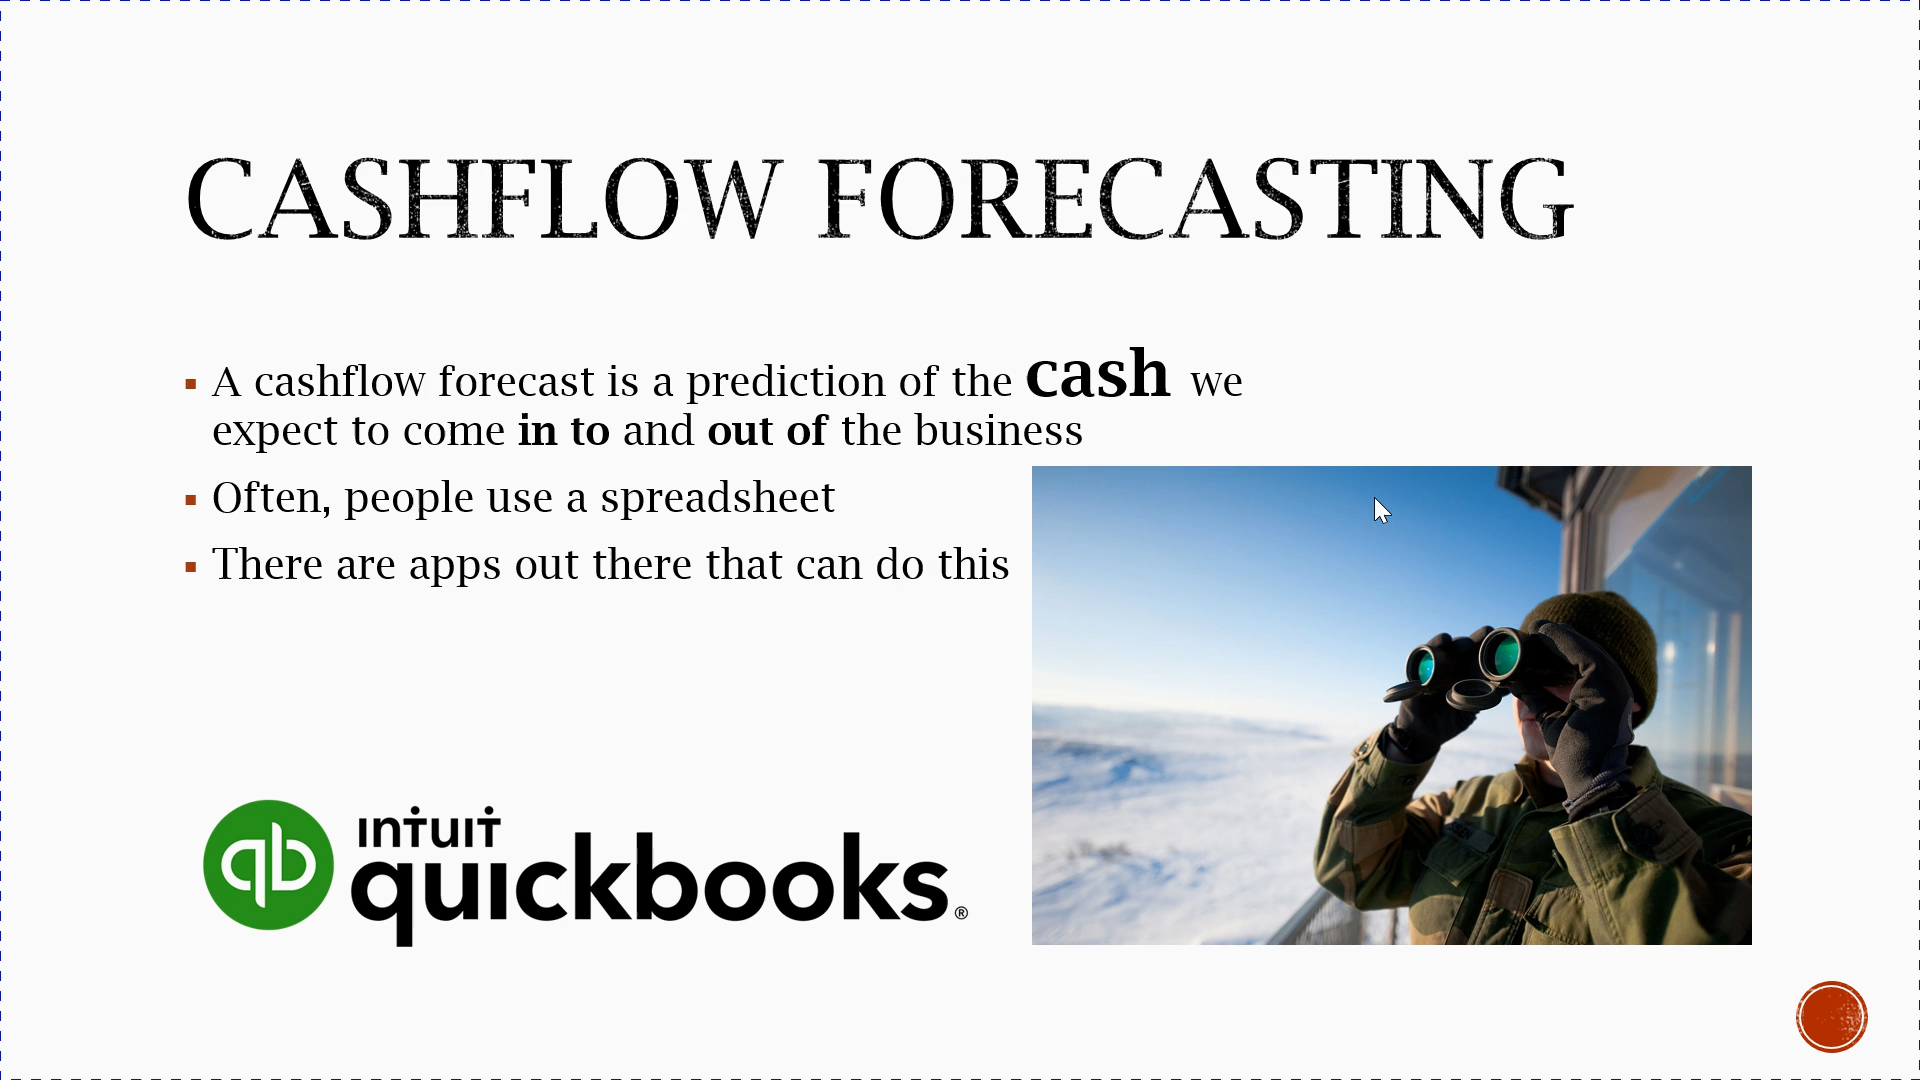 CASHFLOW FORECASTING
▪ A cashflow forecast is a prediction of the cash we
expect to come in to and out of the business
▪ Often, people use a spreadsheet
▪ There are apps out there that can do this
qb
intuit
quickbooks®